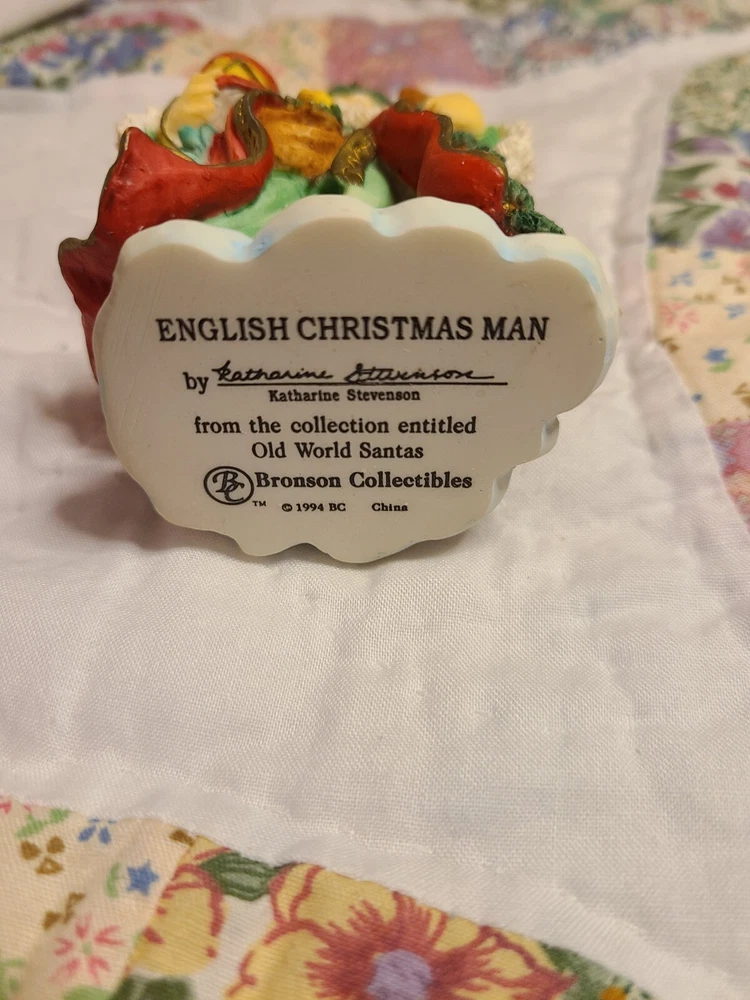 ENGLISH CHRISTMAS MAN
by Katharine Stevenson
Katharine Stevenson
from the collection entitled
Old World Santas
BC Bronson Collectibles
™ © 1994 BC China